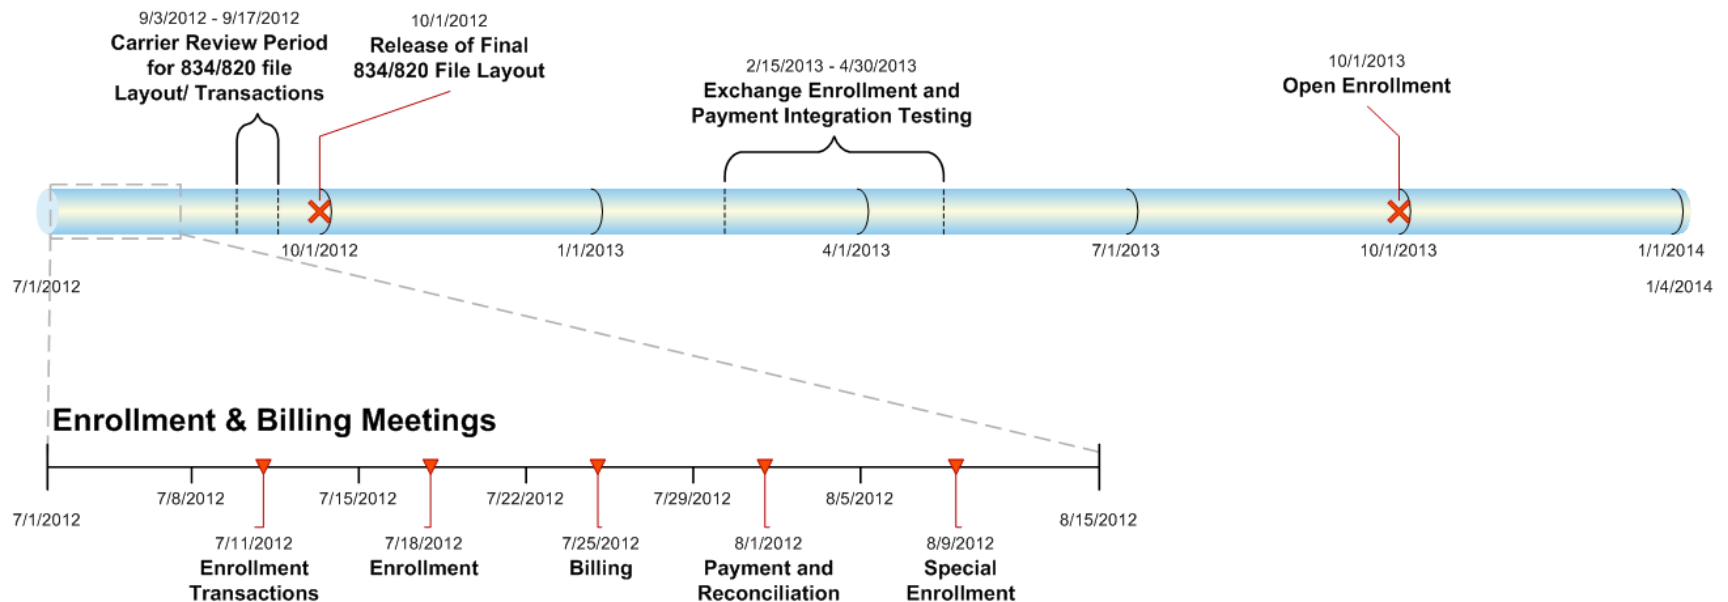 9/3/2012 - 9/17/2012
Carrier Review Period
for 834/820 file
Layout/ Transactions
10/1/2012
Release of Final
834/820 File Layout
2/15/2013 - 4/30/2013
Exchange Enrollment and
Payment Integration Testing
10/1/2013
Open Enrollment
10/1/2012
1/1/2013
4/1/2013
7/1/2013
10/1/2013
1/1/2014
7/1/2012
1/4/2014
Enrollment & Billing Meetings
7/8/2012
7/15/2012
7/22/2012
7/29/2012
8/5/2012
7/1/2012
8/15/2012
7/11/2012
Enrollment
Transactions
7/18/2012
Enrollment
7/25/2012
Billing
8/1/2012
Payment and
Reconciliation
8/9/2012
Special
Enrollment